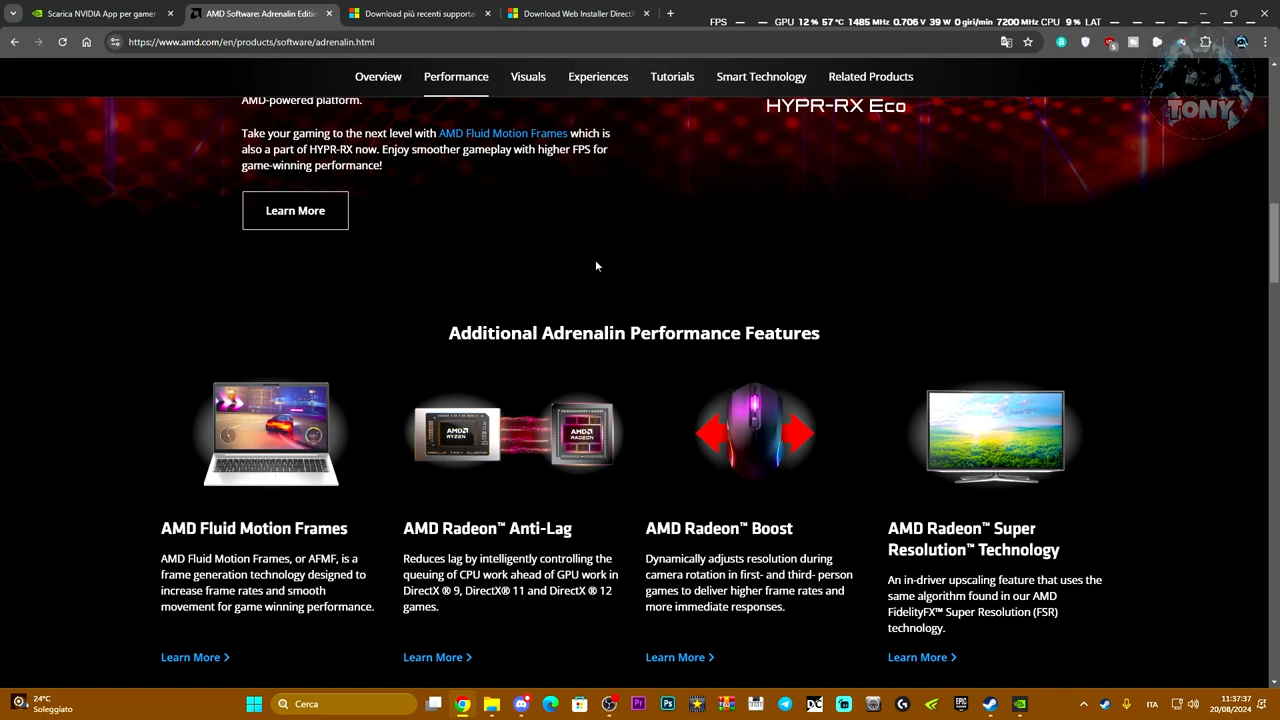 Scarica NVIDIA App per gamer
AMD Software: Adrenalin Editio
Download più recenti supporta
Download Web Installer DirectX
FPS — — GPU 12 % 57 °C 1485 MHz 0.706 V 39 W 0 giri/min 7200 MHz CPU 9 % LAT — — — — —
https://www.amd.com/en/products/software/adrenalin.html
Overview Performance Visuals Experiences Tutorials Smart Technology Related Products
TONY
AMD-powered platform.
HYPR-RX Eco
Take your gaming to the next level with AMD Fluid Motion Frames which is
also a part of HYPR-RX now. Enjoy smoother gameplay with higher FPS for
game-winning performance!
Learn More
Additional Adrenalin Performance Features
AMD RYZEN
AMD RADEON
AMD Fluid Motion Frames
AMD Fluid Motion Frames, or AFMF, is a
frame generation technology designed to
increase frame rates and smooth
movement for game winning performance.
Learn More
AMD Radeon™ Anti-Lag
Reduces lag by intelligently controlling the
queuing of CPU work ahead of GPU work in
DirectX ® 9, DirectX® 11 and DirectX ® 12
games.
Learn More
AMD Radeon™ Boost
Dynamically adjusts resolution during
camera rotation in first- and third- person
games to deliver higher frame rates and
more immediate responses.
Learn More
AMD Radeon™ Super
Resolution™ Technology
An in-driver upscaling feature that uses the
same algorithm found in our AMD
FidelityFX™ Super Resolution (FSR)
technology.
Learn More
24°C
Soleggiato
Cerca
ITA
11:37:37
20/08/2024